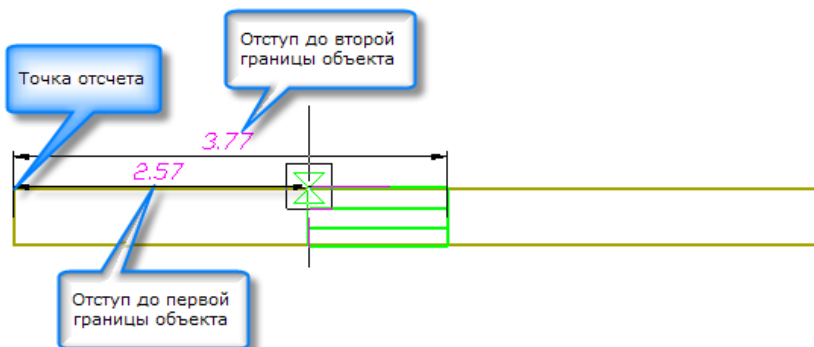 Отступ до второй
границы объекта
Точка отсчета
3.77
2.57
Отступ до первой
границы объекта